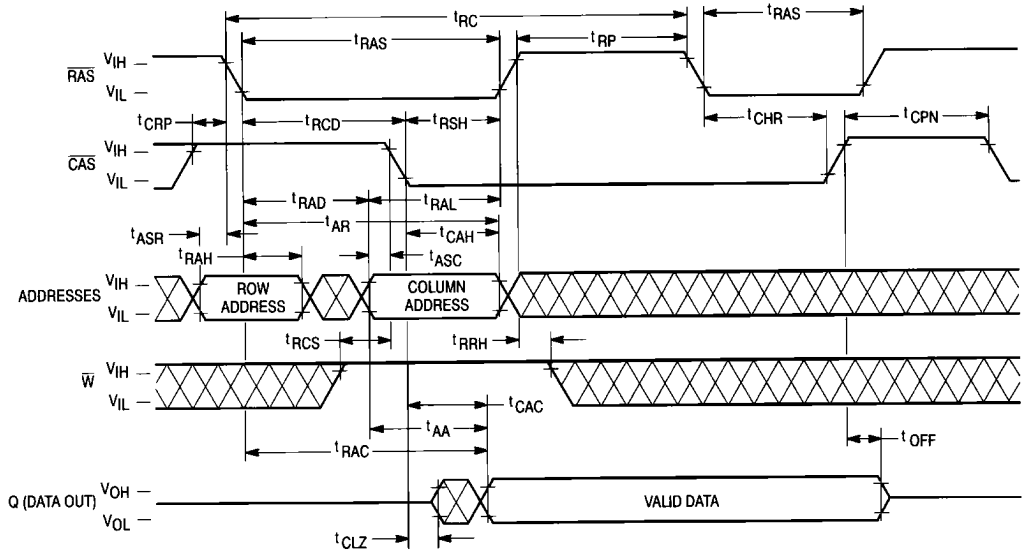 tRC
tRAS
tRAS
tRP
RAS
VIH
VIL
tCRP
tRCD
tRSH
tCHR
tCPN
CAS
VIH
VIL
tRAD
tRAL
tAR
tCAH
tASR
tRAH
tASC
ADDRESSES
VIH
VIL
ROW
ADDRESS
COLUMN
ADDRESS
tRCS
tRRH
W
VIH
VIL
tCAC
tAA
tRAC
tOFF
Q (DATA OUT)
VOH
VOL
VALID DATA
tCLZ